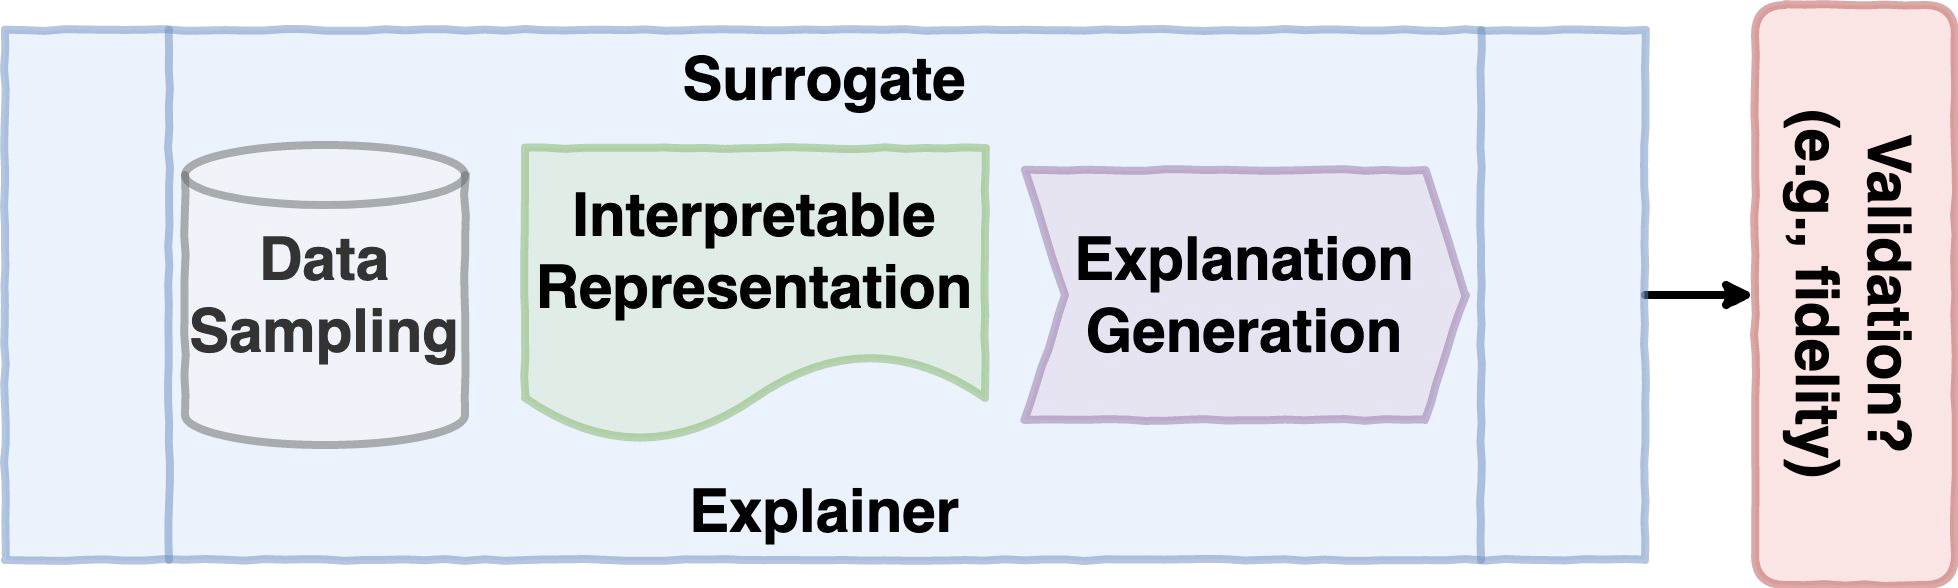 Surrogate
Data
Sampling
Interpretable
Representation
Explanation
Generation
Explainer
Validation?
(e.g., fidelity)